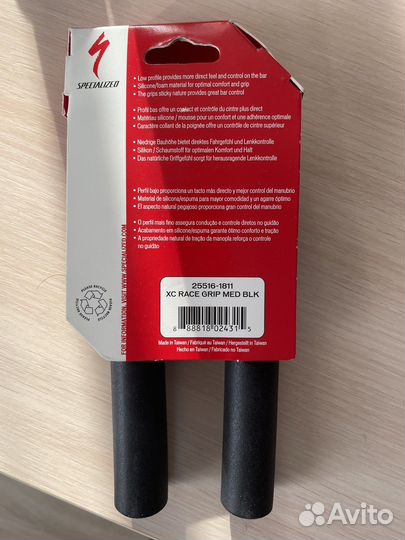 SPECIALIZED
• Low profile provides more direct feel and control on the bar
• Silicone/foam material for optimal comfort and grip
• The grips sticky nature provides great bar control
• Profil bas offre un contact et contrôle du cintre plus direct
• Matériau silicone / mousse pour un confort et une adhérence optimale
• Caractère collant de la poignée offre un contrôle de cintre supérieur
• Niedrige Bauhöhe bietet direktes Fahrgefühl und Lenkkontrolle
• Silikon / Schaumstoff für optimalen Komfort und Halt
• Das natürliche Griffgefühl sorgt für herausragende Lenkkontrolle
• Perfil bajo proporciona un tacto más directo y mejor control del manubrio
• Material de silicona/espuma para mayor comodidad y un agarre óptimo
• El aspecto natural pegajoso proporciona gran control del manubrio
• O perfil mais fino assegura condução e controle diretos no guidão
• Acabamento em silicone/espuma garante ótimo conforto e tração
• A propriedade natural de tração da manopla reforça o controle
no guidão
25516-1811
XC RACE GRIP MED BLK
8 88818 02431 5
Made in Taiwan / Fabriqué au Taiwan / Hergestellt in Taiwan
Hecho en Taiwan / Fabricado no Taiwan
PLEASE RECYCLE
PLEASE RECYCLE
PLEASE RECYCLE
FOR INFORMATION, VISIT WWW.SPECIALIZED.COM
Avito